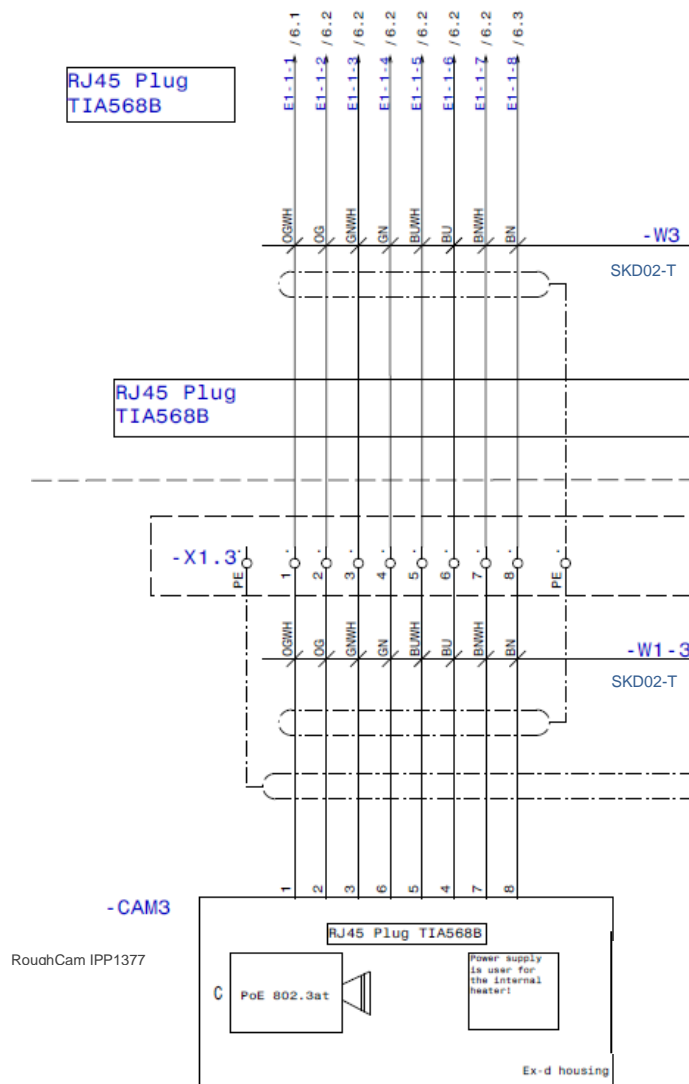 /6.1 /6.2 /6.2 /6.2 /6.2 /6.2 /6.2 /6.3
E1-1-1 E1-1-2 E1-1-3 E1-1-4 E1-1-5 E1-1-6 E1-1-7 E1-1-8
RJ45 Plug
TIA568B
OGWH OG GNWH GN BUWH BU BNWH BN
-W3
SKD02-T
RJ45 Plug
TIA568B
-X1.3
PE 1 2 3 4 5 6 7 8 PE
OGWH OG GNWH GN BUWH BU BNWH BN
-W1-3
SKD02-T
1 2 3 6 5 4 7 8
-CAM3
RJ45 Plug TIA568B
RoughCam IPP1377
C
PoE 802.3at
Power supply
is user for
the internal
heater!
Ex-d housing